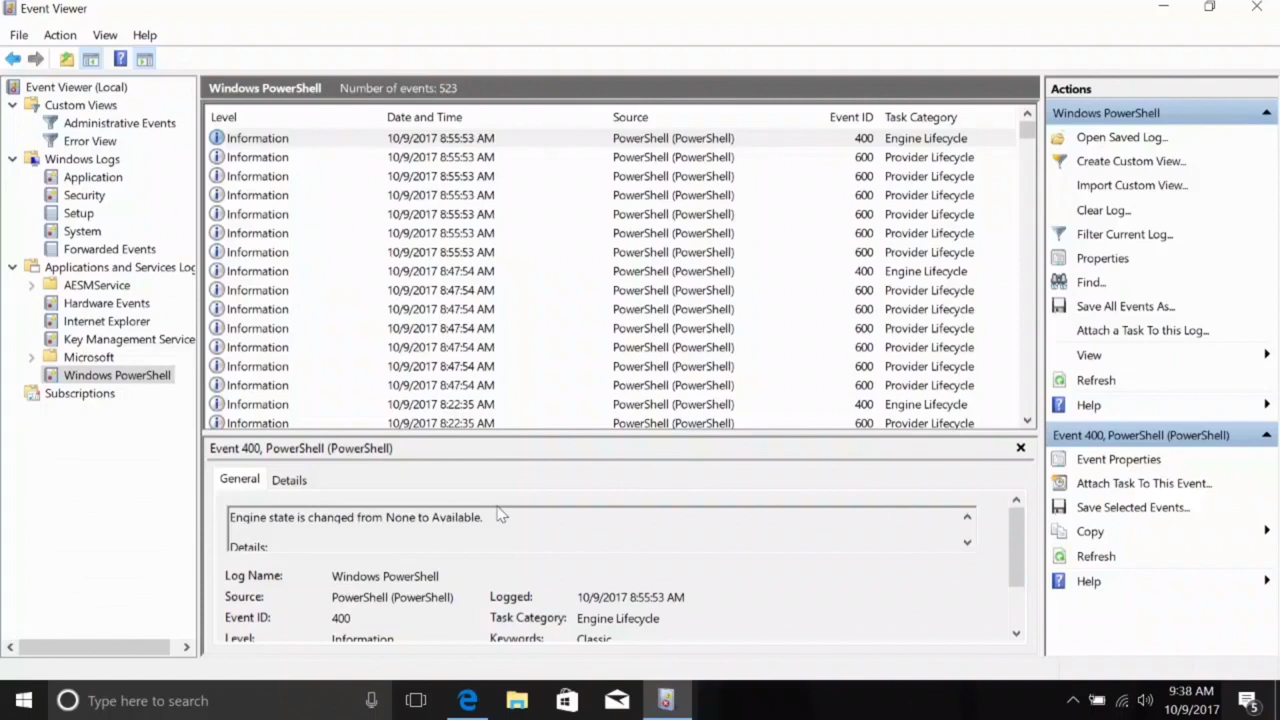 Event Viewer
File Action View Help
Event Viewer (Local)
Custom Views
Administrative Events
Error View
Windows Logs
Application
Security
Setup
System
Forwarded Events
Applications and Services Log
AESMService
Hardware Events
Internet Explorer
Key Management Service
Microsoft
Windows PowerShell
Subscriptions
Windows PowerShell Number of events: 523
Level Date and Time Source Event ID Task Category
Information 10/9/2017 8:55:53 AM PowerShell (PowerShell) 400 Engine Lifecycle
Information 10/9/2017 8:55:53 AM PowerShell (PowerShell) 600 Provider Lifecycle
Information 10/9/2017 8:55:53 AM PowerShell (PowerShell) 600 Provider Lifecycle
Information 10/9/2017 8:55:53 AM PowerShell (PowerShell) 600 Provider Lifecycle
Information 10/9/2017 8:55:53 AM PowerShell (PowerShell) 600 Provider Lifecycle
Information 10/9/2017 8:55:53 AM PowerShell (PowerShell) 600 Provider Lifecycle
Information 10/9/2017 8:55:53 AM PowerShell (PowerShell) 600 Provider Lifecycle
Information 10/9/2017 8:47:54 AM PowerShell (PowerShell) 400 Engine Lifecycle
Information 10/9/2017 8:47:54 AM PowerShell (PowerShell) 600 Provider Lifecycle
Information 10/9/2017 8:47:54 AM PowerShell (PowerShell) 600 Provider Lifecycle
Information 10/9/2017 8:47:54 AM PowerShell (PowerShell) 600 Provider Lifecycle
Information 10/9/2017 8:47:54 AM PowerShell (PowerShell) 600 Provider Lifecycle
Information 10/9/2017 8:47:54 AM PowerShell (PowerShell) 600 Provider Lifecycle
Information 10/9/2017 8:47:54 AM PowerShell (PowerShell) 600 Provider Lifecycle
Information 10/9/2017 8:22:35 AM PowerShell (PowerShell) 400 Engine Lifecycle
Information 10/9/2017 8:22:35 AM PowerShell (PowerShell) 600 Provider Lifecycle
Event 400, PowerShell (PowerShell)
General Details
Engine state is changed from None to Available.
Details:
Log Name: Windows PowerShell
Source: PowerShell (PowerShell) Logged: 10/9/2017 8:55:53 AM
Event ID: 400 Task Category: Engine Lifecycle
Level: Information Keywords: Classic
Actions
Windows PowerShell
Open Saved Log...
Create Custom View...
Import Custom View...
Clear Log...
Filter Current Log...
Properties
Find...
Save All Events As...
Attach a Task To this Log...
View
Refresh
Help
Event 400, PowerShell (PowerShell)
Event Properties
Attach Task To This Event...
Save Selected Events...
Copy
Refresh
Help
Type here to search
9:38 AM
10/9/2017
5